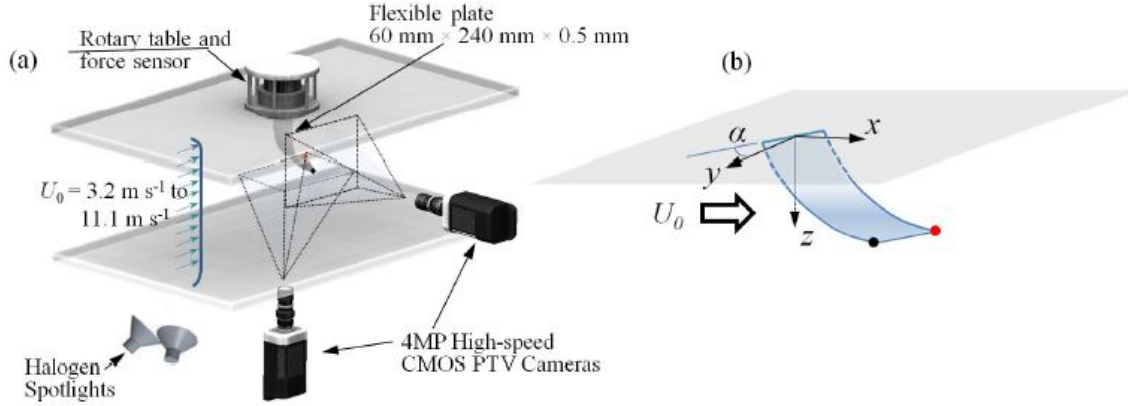 (a)
Rotary table and
force sensor
Flexible plate
60 mm × 240 mm × 0.5 mm
U₀ = 3.2 m s⁻¹ to
11.1 m s⁻¹
Halogen
Spotlights
4MP High-speed
CMOS PTV Cameras
(b)
α
x
y
U₀
z